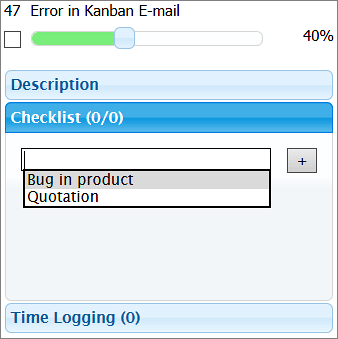 47 Error in Kanban E-mail
40%
Description
Checklist (0/0)
+
Bug in product
Quotation
Time Logging (0)